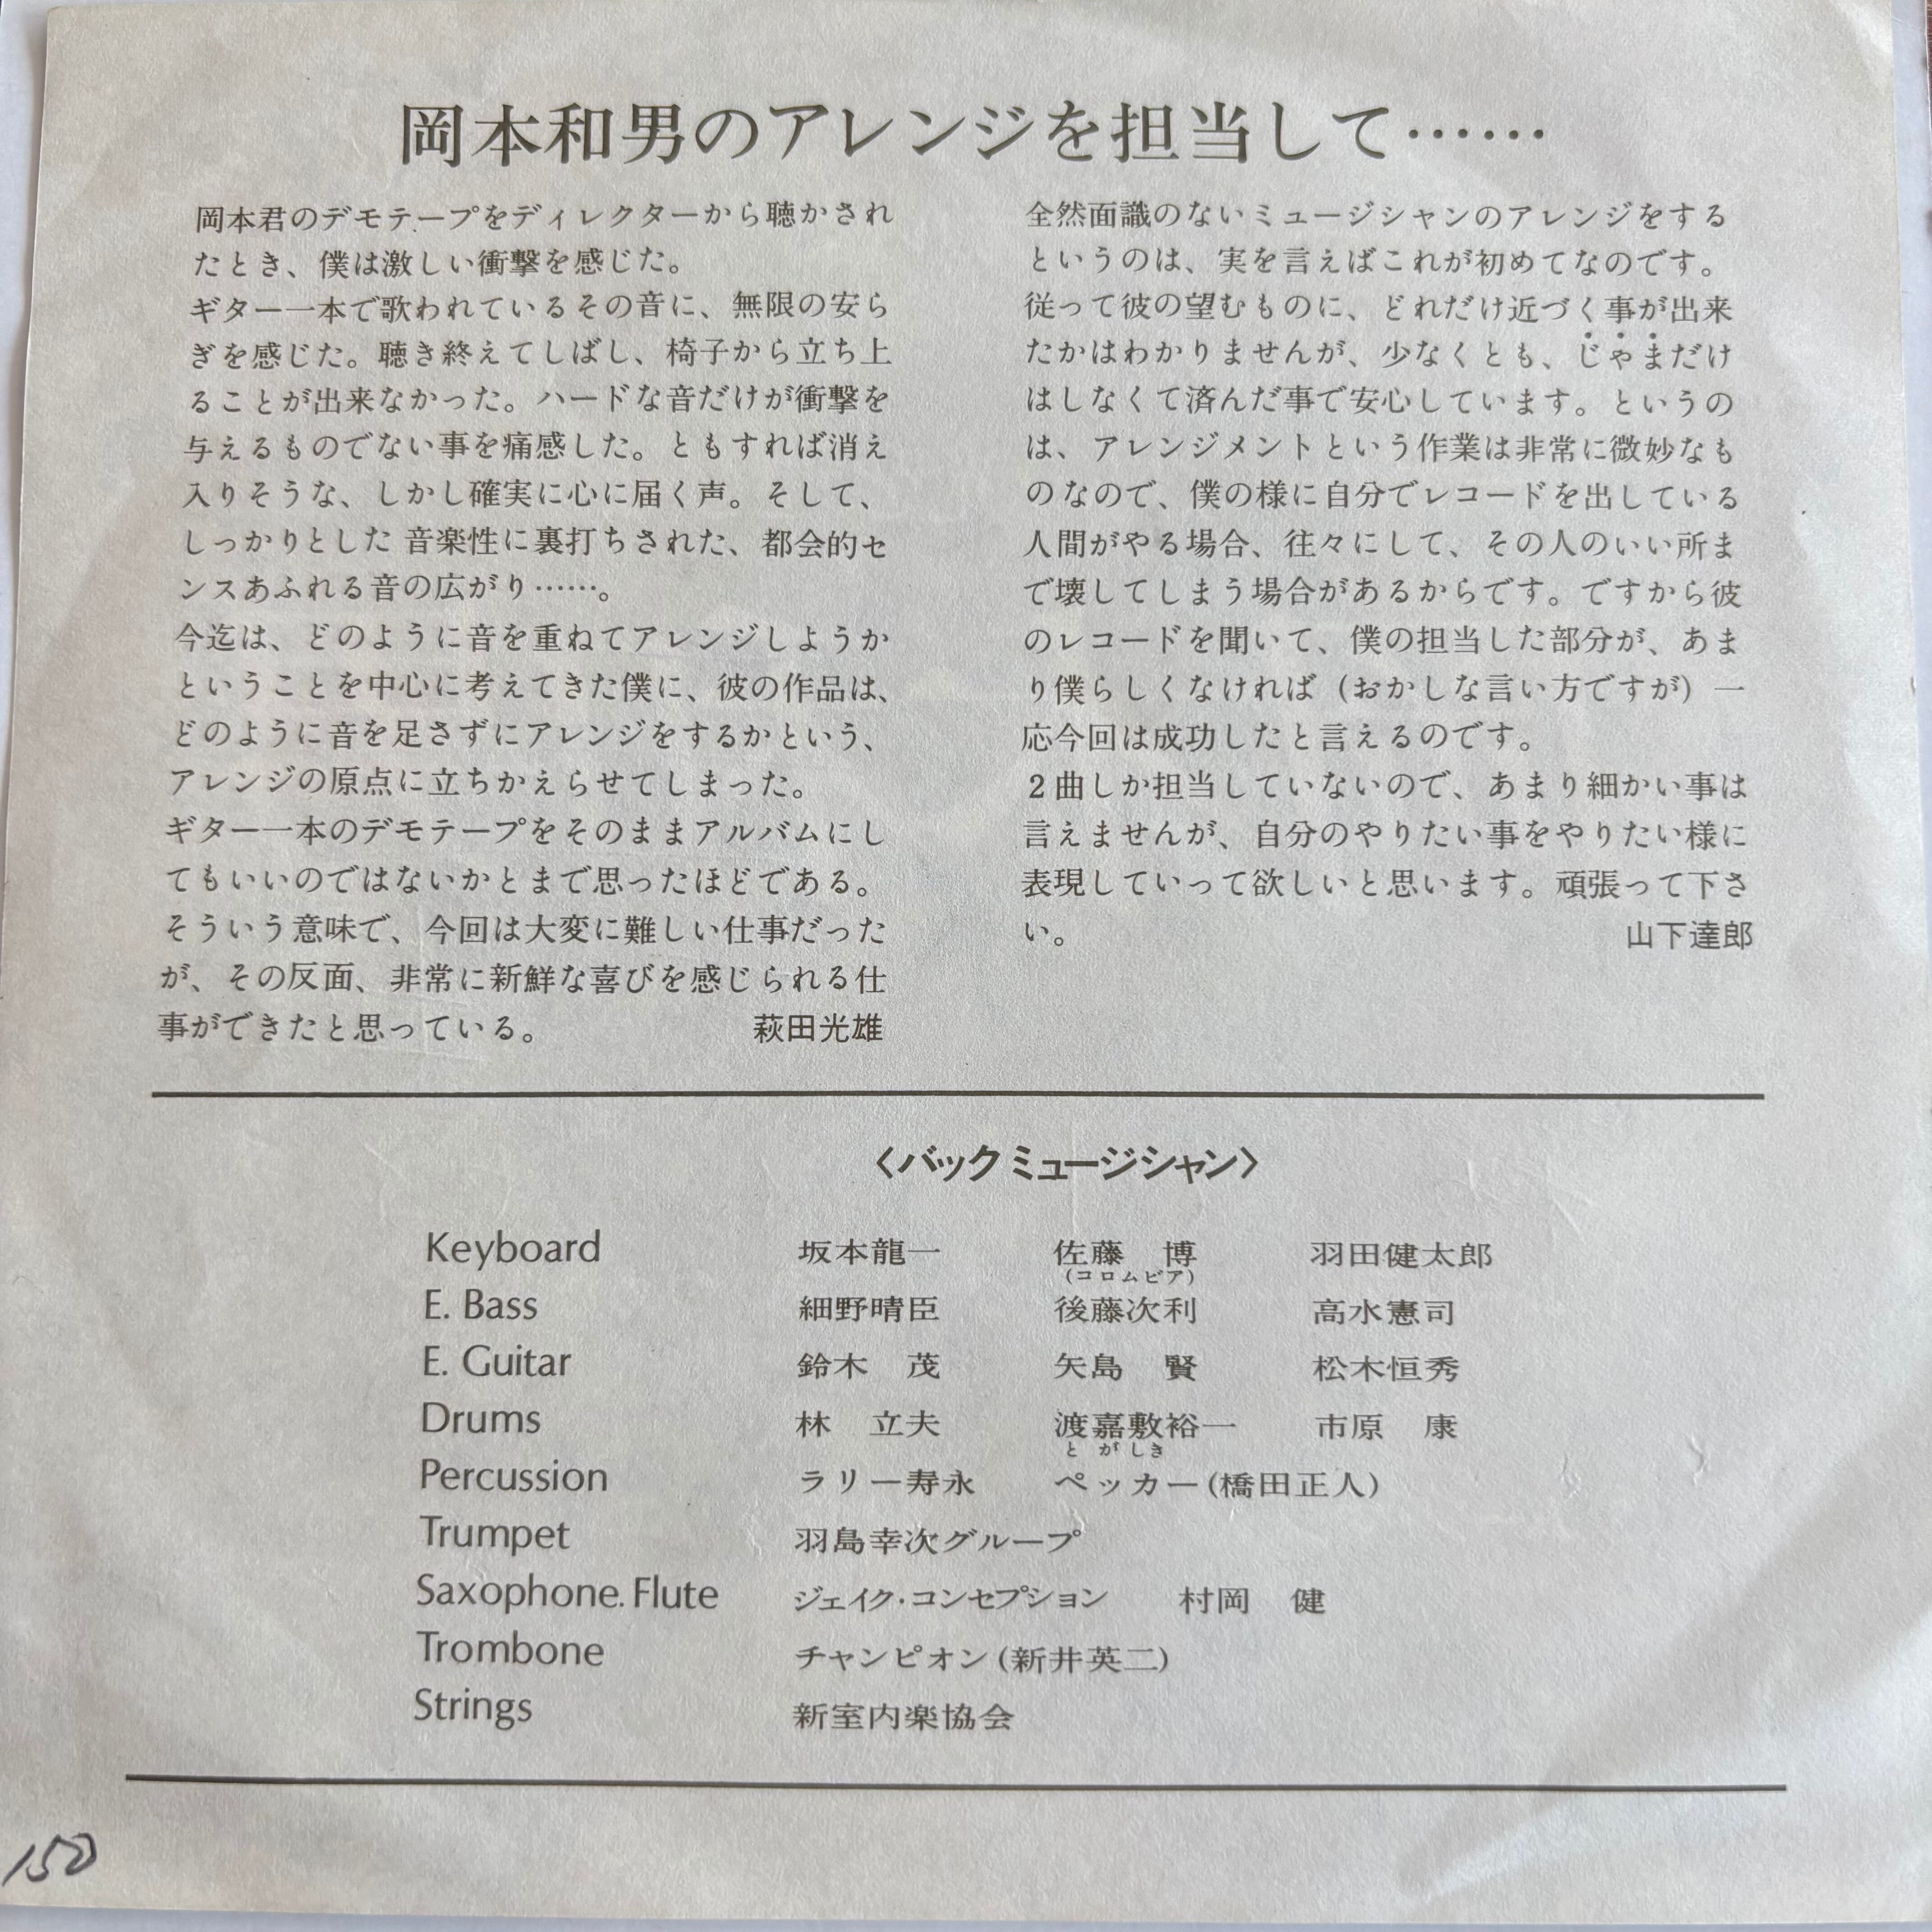 岡本和男のアレンジを担当して……
岡本君のデモテープをディレクターから聴かされ
たとき、僕は激しい衝撃を感じた。
ギター一本で歌われているその音に、無限の安ら
ぎを感じた。聴き終えてしばし、椅子から立ち上
ることが出来なかった。ハードな音だけが衝撃を
与えるものでない事を痛感した。ともすれば消え
入りそうな、しかし確実に心に届く声。そして、
しっかりとした音楽性に裏打ちされた、都会的セ
ンスあふれる音の広がり……。
今迄は、どのように音を重ねてアレンジしようか
ということを中心に考えてきた僕に、彼の作品は、
どのように音を足さずにアレンジをするかという、
アレンジの原点に立ちかえらせてしまった。
ギター一本のデモテープをそのままアルバムにし
てもいいのではないかとまで思ったほどである。
そういう意味で、今回は大変に難しい仕事だった
が、その反面、非常に新鮮な喜びを感じられる仕
事ができたと思っている。 萩田光雄
全然面識のないミュージシャンのアレンジをする
というのは、実を言えばこれが初めてなのです。
従って彼の望むものに、どれだけ近づく事が出来
たかはわかりませんが、少なくとも、じゃまだけ
はしなくて済んだ事で安心しています。というの
は、アレンジメントという作業は非常に微妙なも
のなので、僕の様に自分でレコードを出している
人間がやる場合、往々にして、その人のいい所ま
で壊してしまう場合があるからです。ですから彼
のレコードを聞いて、僕の担当した部分が、あま
り僕らしくなければ（おかしな言い方ですが）一
応今回は成功したと言えるのです。
２曲しか担当していないので、あまり細かい事は
言えませんが、自分のやりたい事をやりたい様に
表現していって欲しいと思います。頑張って下さ
い。 山下達郎
〈バックミュージシャン〉
Keyboard 坂本龍一 佐藤　博 羽田健太郎
(コロムビア)
E. Bass 細野晴臣 後藤次利 高水憲司
E. Guitar 鈴木　茂 矢島　賢 松木恒秀
Drums 林　立夫 渡嘉敷裕一 市原　康
とがしき
Percussion ラリー寿永 ペッカー(橋田正人)
Trumpet 羽島幸次グループ
Saxophone. Flute ジェイク・コンセプション 村岡　健
Trombone チャンピオン(新井英二)
Strings 新室内楽協会
150